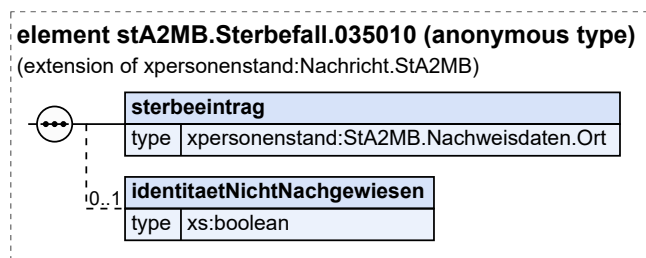 element stA2MB.Sterbefall.035010 (anonymous type)
(extension of xpersonenstand:Nachricht.StA2MB)
sterbeeintrag
type xpersonenstand:StA2MB.Nachweisdaten.Ort
0..1
identitaetNichtNachgewiesen
type xs:boolean